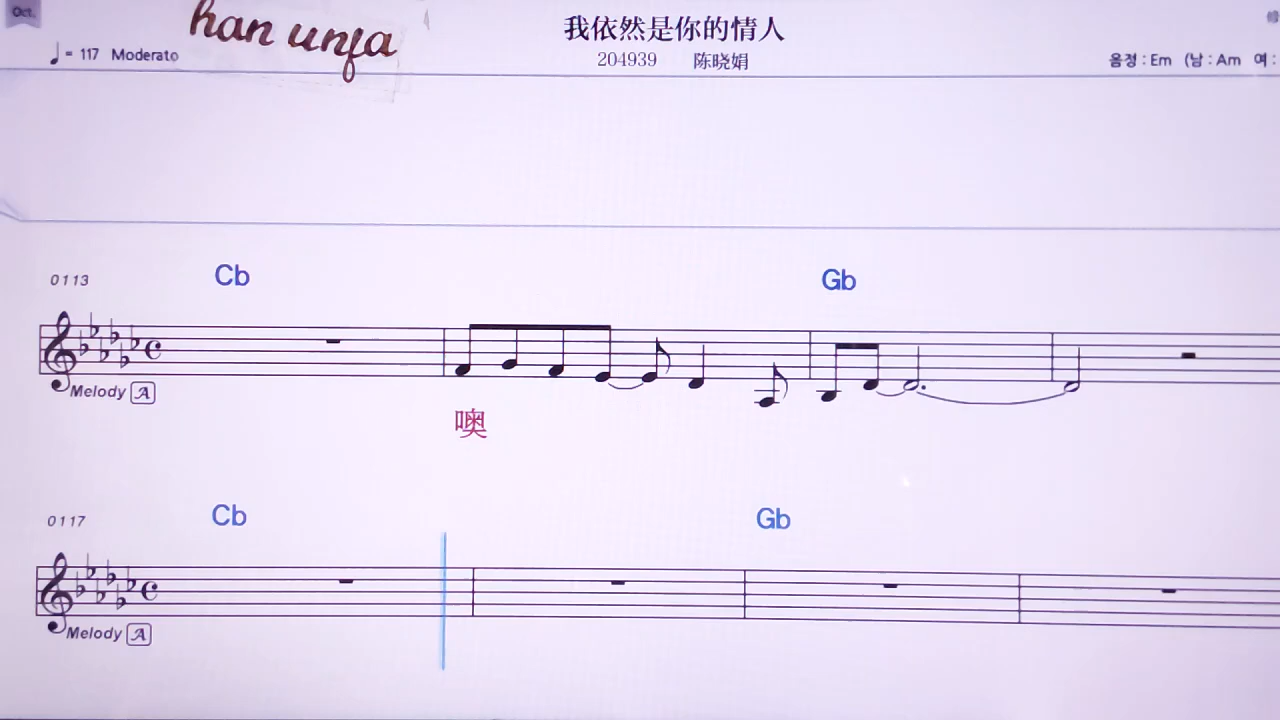 Oct.
han unfa
♩= 117 Moderato
我依然是你的情人
204939 陈晓娟
음정 : Em (남 : Am 여 :
0113
Cb
Gb
Melody A
噢
0117
Cb
Gb
Melody A